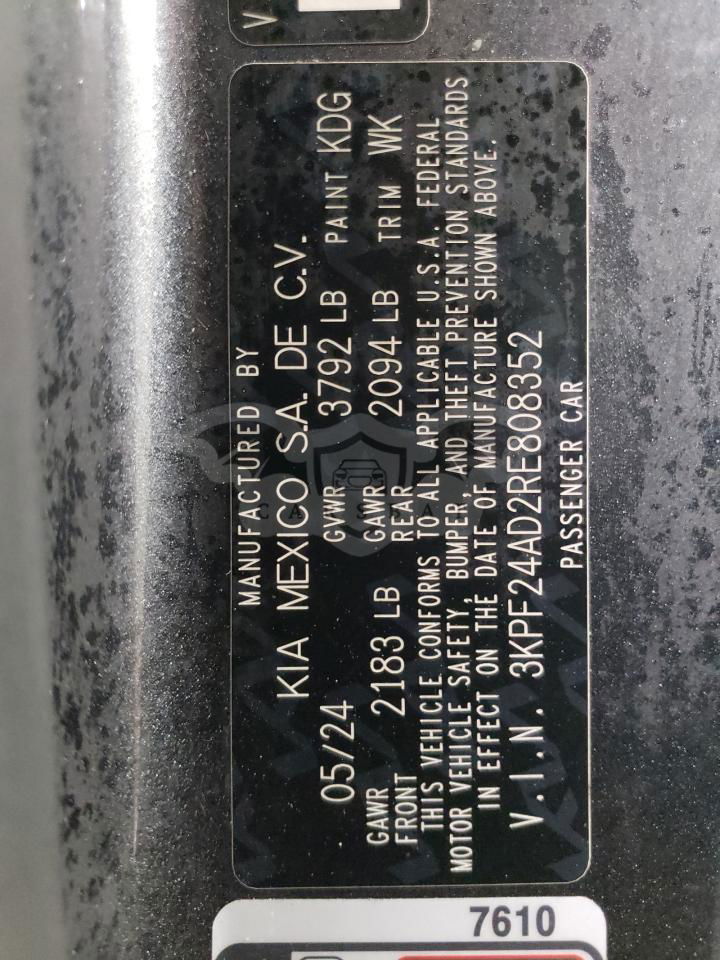 MANUFACTURED BY
KIA MEXICO S.A. DE C.V.
05/24 GVWR 3792 LB PAINT KDG
GAWR FRONT 2183 LB GAWR REAR 2094 LB TRIM WK
THIS VEHICLE CONFORMS TO ALL APPLICABLE U.S.A. FEDERAL
MOTOR VEHICLE SAFETY, BUMPER, AND THEFT PREVENTION STANDARDS
IN EFFECT ON THE DATE OF MANUFACTURE SHOWN ABOVE.
V.I.N. 3KPF24AD2RE808352
PASSENGER CAR
7610
V